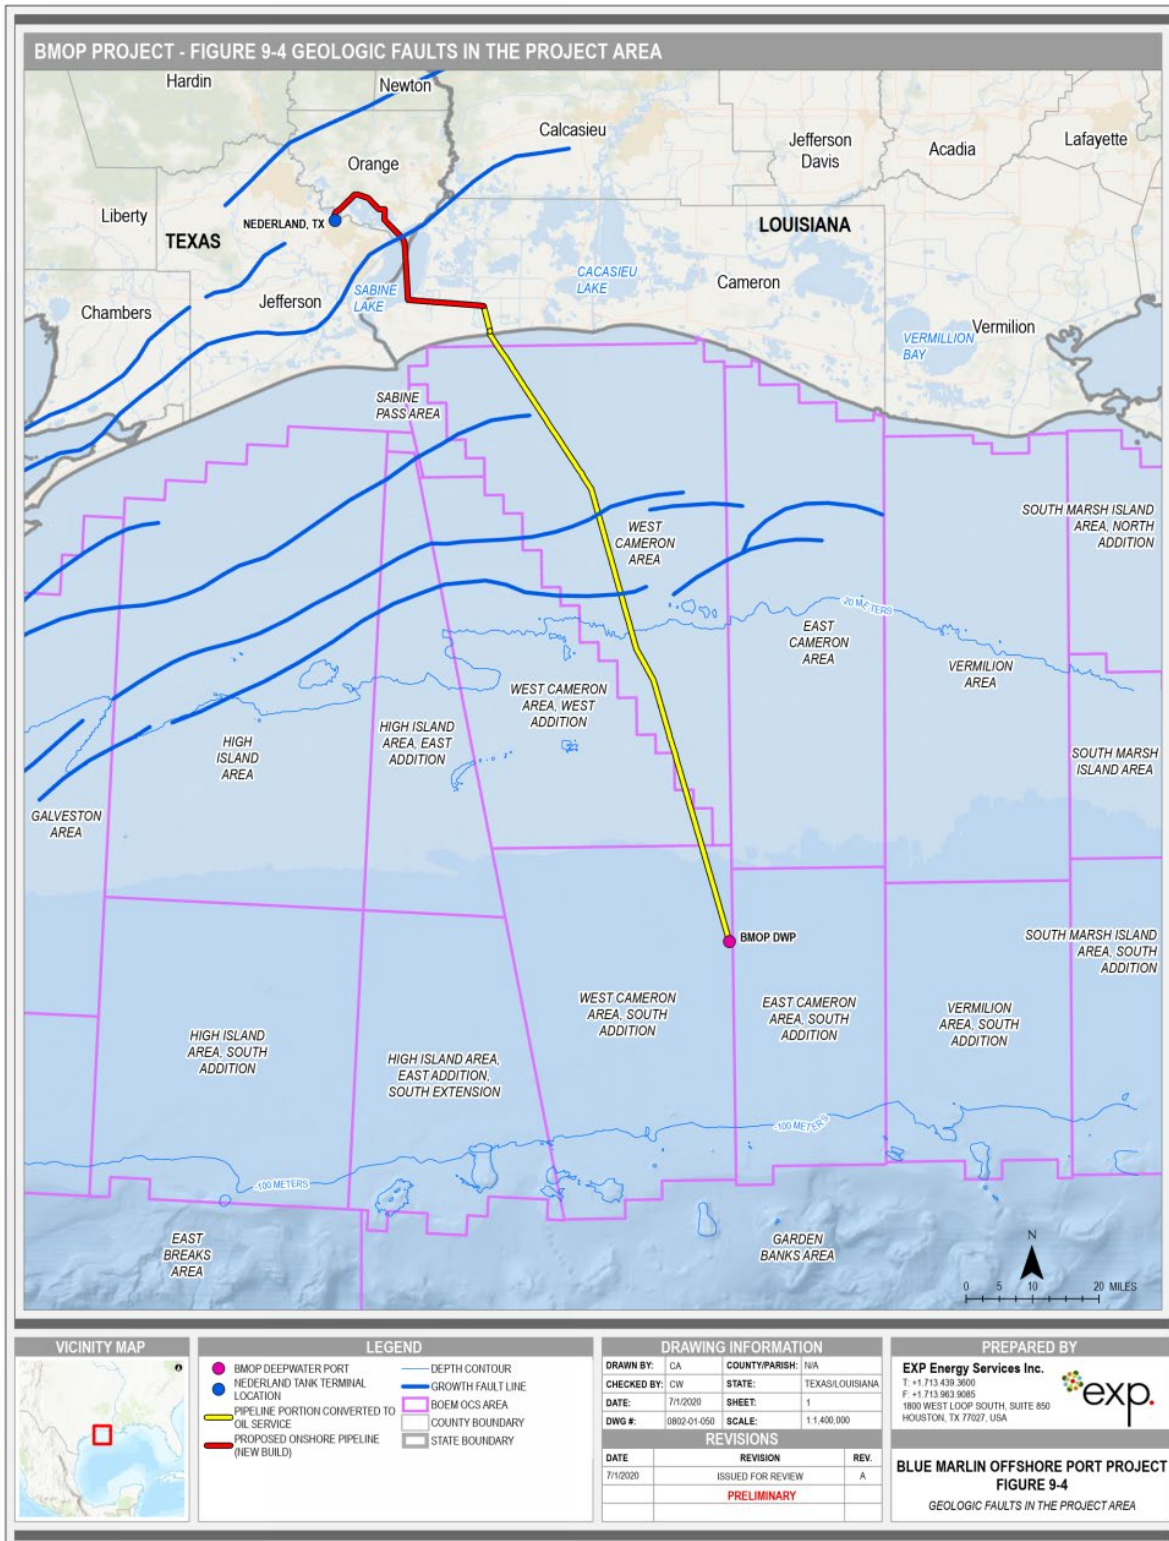 BMOP PROJECT - FIGURE 9-4 GEOLOGIC FAULTS IN THE PROJECT AREA
Hardin
Newton
Calcasieu
Jefferson
Davis
Acadia
Lafayette
Orange
Liberty
NEDERLAND, TX
TEXAS
LOUISIANA
Jefferson
SABINE
LAKE
CACASIEU
LAKE
Cameron
Chambers
VERMILLION
BAY
Vermilion
SABINE
PASS AREA
WEST
CAMERON
AREA
SOUTH MARSH ISLAND
AREA, NORTH
ADDITION
-20 METERS
EAST
CAMERON
AREA
VERMILION
AREA
WEST CAMERON
AREA, WEST
ADDITION
HIGH ISLAND
AREA, EAST
ADDITION
HIGH
ISLAND
AREA
SOUTH MARSH
ISLAND AREA
GALVESTON
AREA
BMOP DWP
SOUTH MARSH ISLAND
AREA, SOUTH
ADDITION
WEST CAMERON
AREA, SOUTH
ADDITION
EAST CAMERON
AREA, SOUTH
ADDITION
VERMILION
AREA, SOUTH
ADDITION
HIGH ISLAND
AREA, SOUTH
ADDITION
HIGH ISLAND AREA,
EAST ADDITION,
SOUTH EXTENSION
-100 METERS
-100 METERS
EAST
BREAKS
AREA
GARDEN
BANKS AREA
N
0 5 10 20 MILES
VICINITY MAP
LEGEND
BMOP DEEPWATER PORT
NEDERLAND TANK TERMINAL
LOCATION
PIPELINE PORTION CONVERTED TO
OIL SERVICE
PROPOSED ONSHORE PIPELINE
(NEW BUILD)
DEPTH CONTOUR
GROWTH FAULT LINE
BOEM OCS AREA
COUNTY BOUNDARY
STATE BOUNDARY
DRAWING INFORMATION
DRAWN BY: CA COUNTY/PARISH: N/A
CHECKED BY: CW STATE: TEXAS/LOUISIANA
DATE: 7/1/2020 SHEET: 1
DWG #: 0802-01-050 SCALE: 1:1,400,000
REVISIONS
DATE REVISION REV.
7/1/2020 ISSUED FOR REVIEW A
PRELIMINARY
PREPARED BY
EXP Energy Services Inc.
T: +1.713.439.3600
F: +1.713.963.9085
1800 WEST LOOP SOUTH, SUITE 850
HOUSTON, TX 77027, USA
exp.
BLUE MARLIN OFFSHORE PORT PROJECT
FIGURE 9-4
GEOLOGIC FAULTS IN THE PROJECT AREA